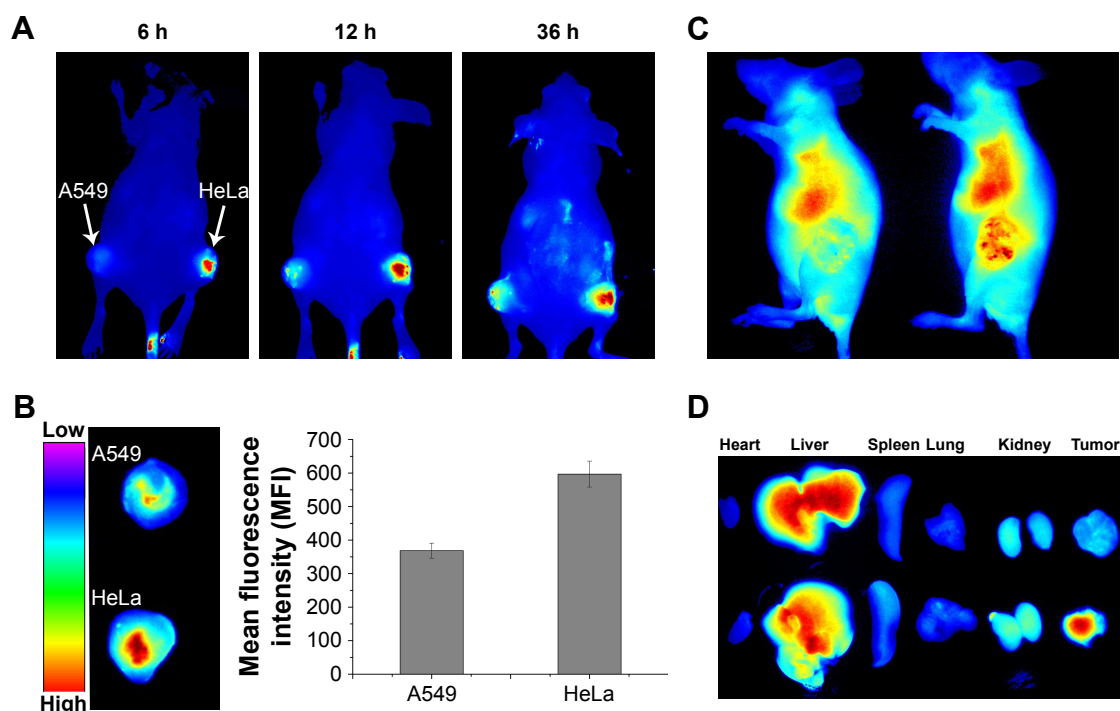 A
6 h
12 h
36 h
A549
HeLa
B
Low
High
A549
HeLa
Mean fluorescence
intensity (MFI)
700
600
500
400
300
200
100
0
A549
HeLa
C
D
Heart Liver Spleen Lung Kidney Tumor